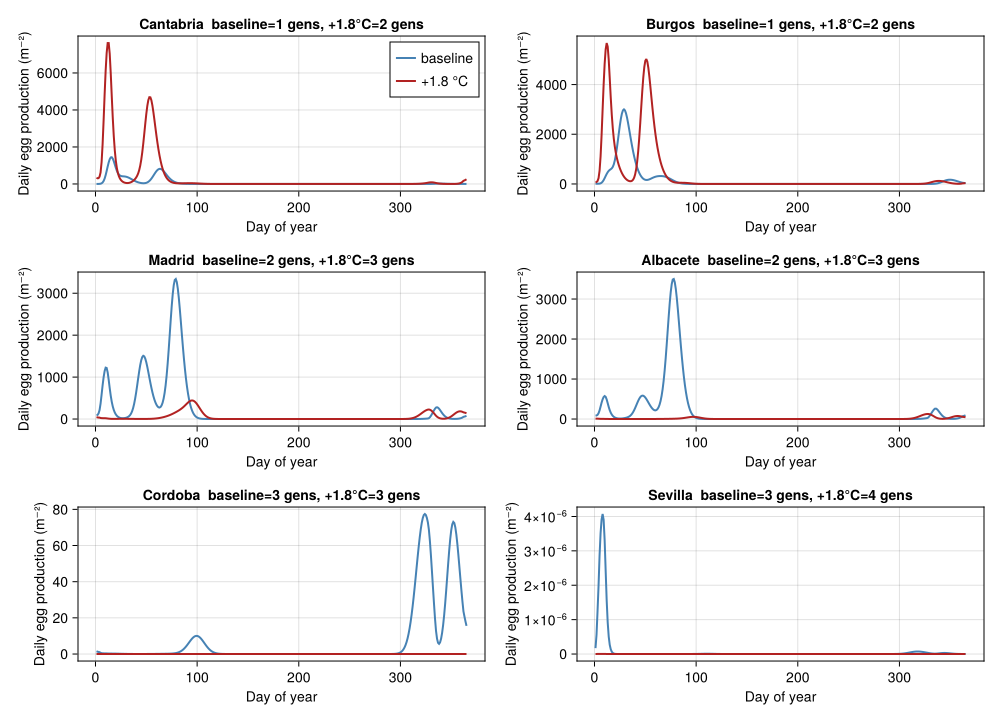 Cantabria  baseline=1 gens, +1.8°C=2 gens
Daily egg production (m⁻²)
6000
4000
2000
0
baseline
+1.8 °C
0 100 200 300
Day of year
Burgos  baseline=1 gens, +1.8°C=2 gens
Daily egg production (m⁻²)
4000
2000
0
0 100 200 300
Day of year
Madrid  baseline=2 gens, +1.8°C=3 gens
Daily egg production (m⁻²)
3000
2000
1000
0
0 100 200 300
Day of year
Albacete  baseline=2 gens, +1.8°C=3 gens
Daily egg production (m⁻²)
3000
2000
1000
0
0 100 200 300
Day of year
Cordoba  baseline=3 gens, +1.8°C=3 gens
Daily egg production (m⁻²)
80
60
40
20
0
0 100 200 300
Day of year
Sevilla  baseline=3 gens, +1.8°C=4 gens
Daily egg production (m⁻²)
4×10⁻⁶
3×10⁻⁶
2×10⁻⁶
1×10⁻⁶
0
0 100 200 300
Day of year